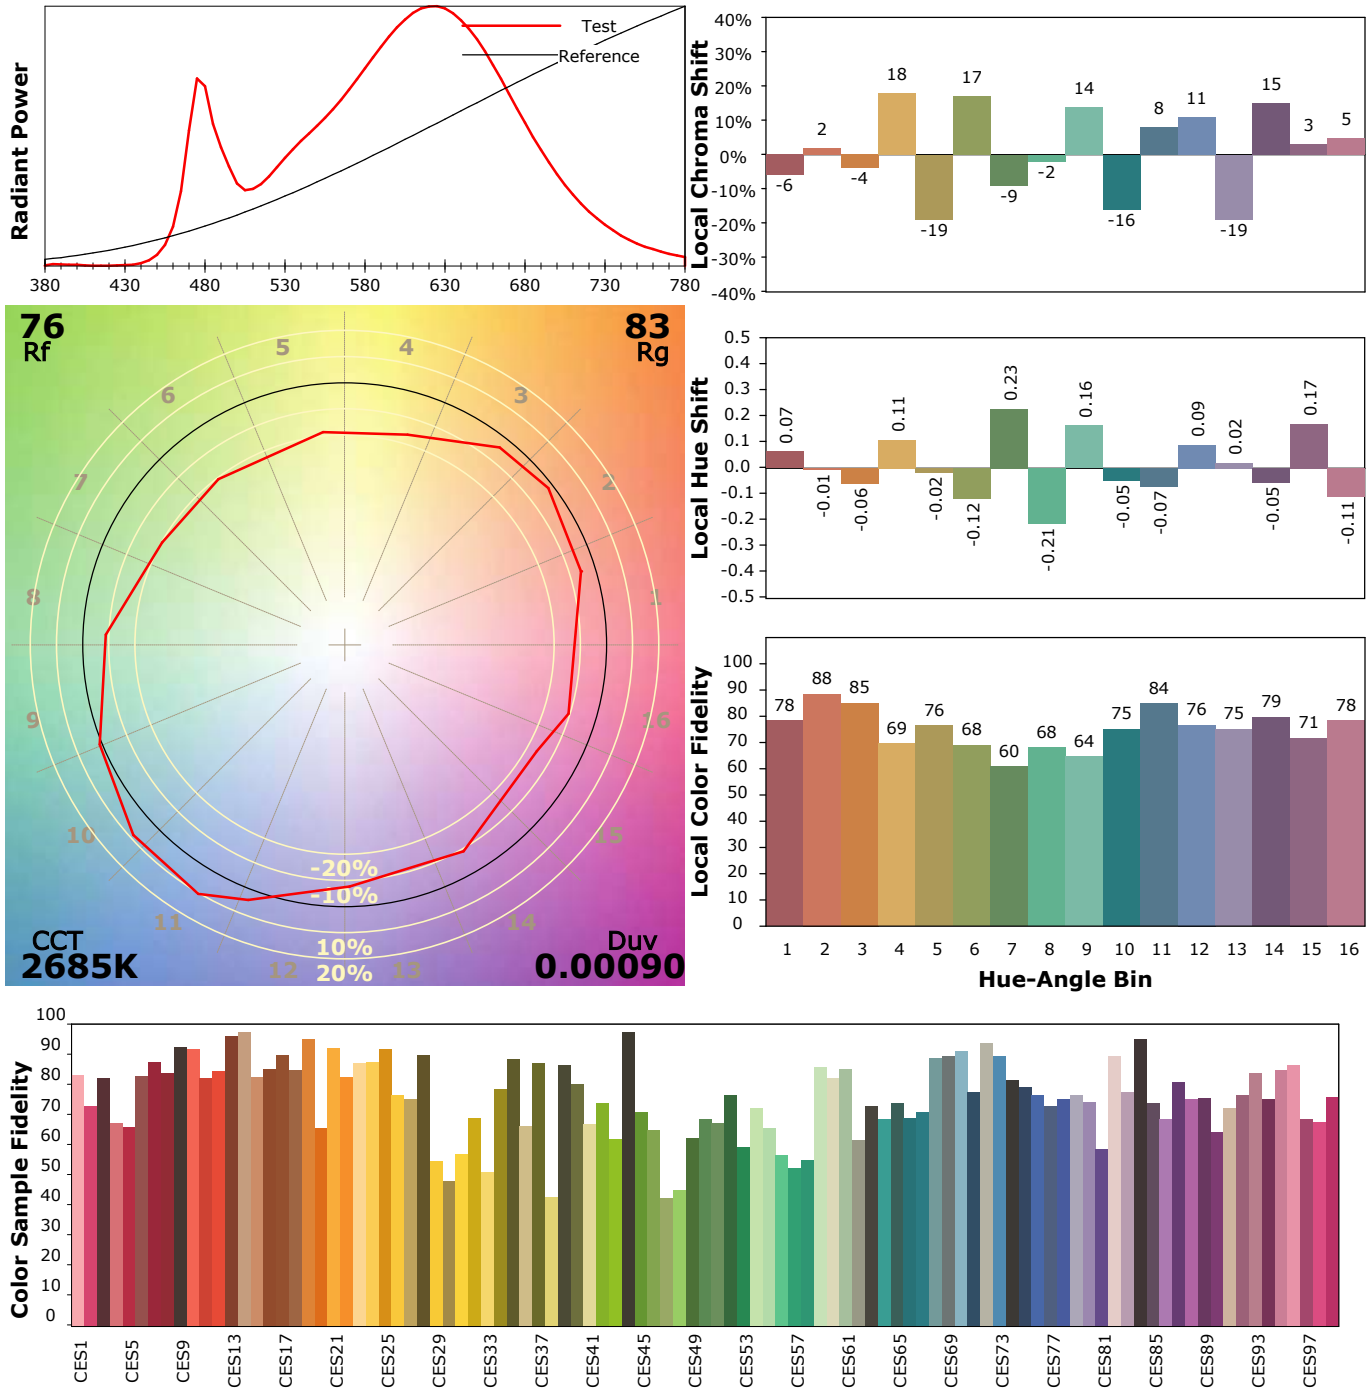 Radiant Power
Test
Reference
380 430 480 530 580 630 680 730 780
Local Chroma Shift
40%
30%
20%
10%
0%
-10%
-20%
-30%
-40%
-6 2 -4 18 -19 17 -9 -2 14 -16 8 11 -19 15 3 5
76
Rf
83
Rg
CCT
2685K
Duv
0.00090
1 2 3 4 5 6 7 8 9 10 11 12 13 14 15 16
-20%
-10%
10%
20%
Local Hue Shift
0.5
0.4
0.3
0.2
0.1
0.0
-0.1
-0.2
-0.3
-0.4
-0.5
0.07 -0.01 -0.06 0.11 -0.02 -0.12 0.23 -0.21 0.16 -0.05 -0.07 0.09 0.02 -0.05 0.17 -0.11
Local Color Fidelity
100
90
80
70
60
50
40
30
20
10
0
78 88 85 69 76 68 60 68 64 75 84 76 75 79 71 78
1 2 3 4 5 6 7 8 9 10 11 12 13 14 15 16
Hue-Angle Bin
Color Sample Fidelity
100
90
80
70
60
50
40
30
20
10
0
CES1 CES5 CES9 CES13 CES17 CES21 CES25 CES29 CES33 CES37 CES41 CES45 CES49 CES53 CES57 CES61 CES65 CES69 CES73 CES77 CES81 CES85 CES89 CES93 CES97